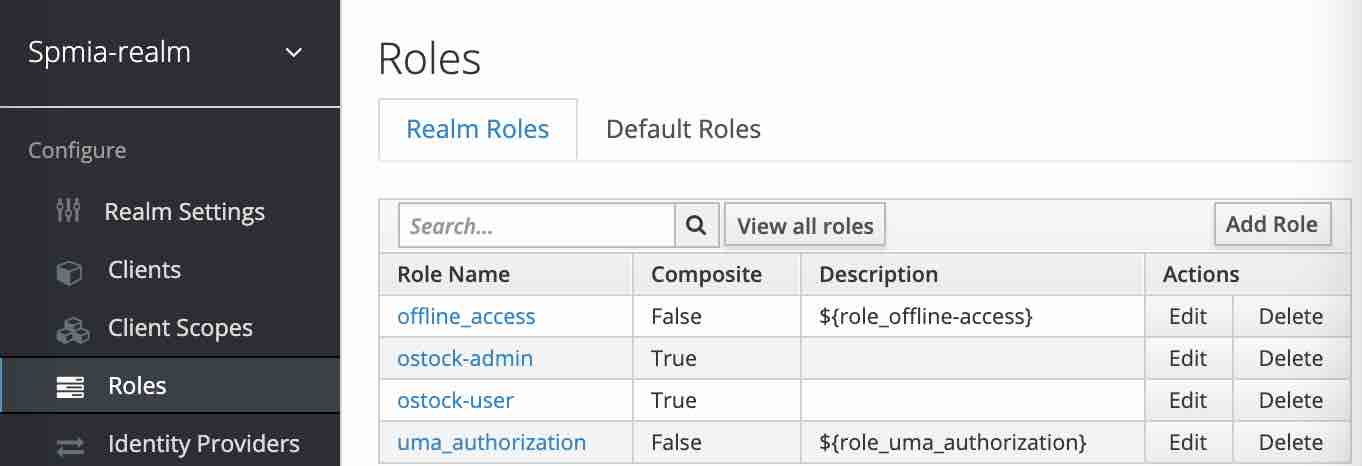 Spmia-realm
Configure
Realm Settings
Clients
Client Scopes
Roles
Identity Providers
Roles
Realm Roles Default Roles
Search... View all roles Add Role
Role Name Composite Description Actions
offline_access False ${role_offline-access} Edit Delete
ostock-admin True Edit Delete
ostock-user True Edit Delete
uma_authorization False ${role_uma_authorization} Edit Delete